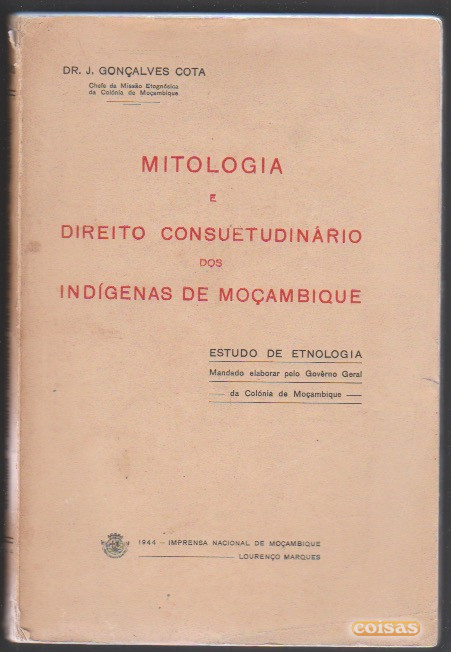 DR. J. GONÇALVES COTA
Chefe da Missão Etognósica
da Colónia de Moçambique
MITOLOGIA
E
DIREITO CONSUETUDINÁRIO
DOS
INDÍGENAS DE MOÇAMBIQUE
ESTUDO DE ETNOLOGIA
Mandado elaborar pelo Govêrno Geral
da Colónia de Moçambique
1944 — IMPRENSA NACIONAL DE MOÇAMBIQUE
LOURENÇO MARQUES
coisas